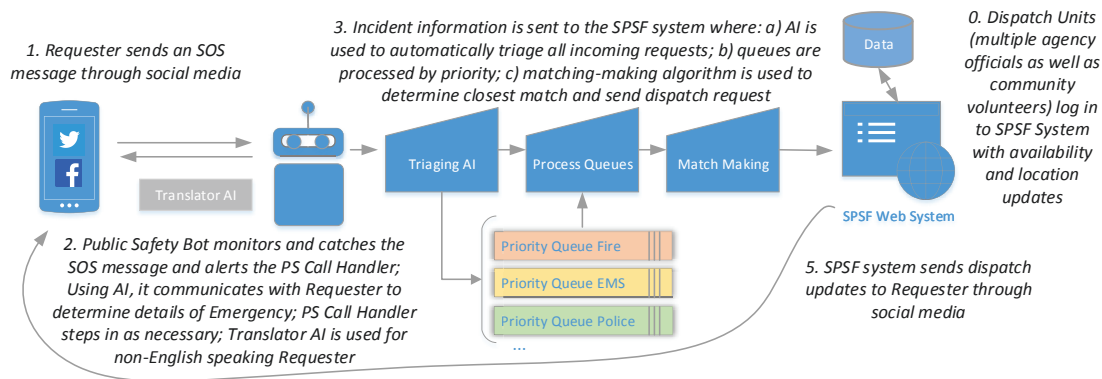 1. Requester sends an SOS
message through social media
3. Incident information is sent to the SPSF system where: a) AI is
used to automatically triage all incoming requests; b) queues are
processed by priority; c) matching-making algorithm is used to
determine closest match and send dispatch request
0. Dispatch Units
(multiple agency
officials as well as
community
volunteers) log in
to SPSF System
with availability
and location
updates
Data
Translator AI
Triaging AI
Process Queues
Match Making
SPSF Web System
2. Public Safety Bot monitors and catches the
SOS message and alerts the PS Call Handler;
Using AI, it communicates with Requester to
determine details of Emergency; PS Call Handler
steps in as necessary; Translator AI is used for
non-English speaking Requester
Priority Queue Fire
Priority Queue EMS
Priority Queue Police
...
5. SPSF system sends dispatch
updates to Requester through
social media